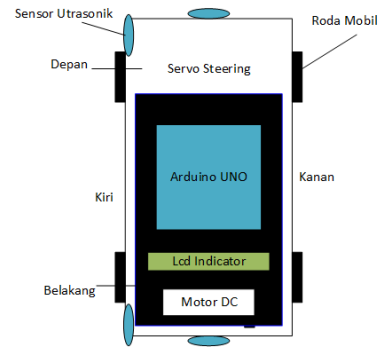 Sensor Utrasonik
Roda Mobil
Depan
Servo Steering
Arduino UNO
Kanan
Kiri
Lcd Indicator
Belakang
Motor DC